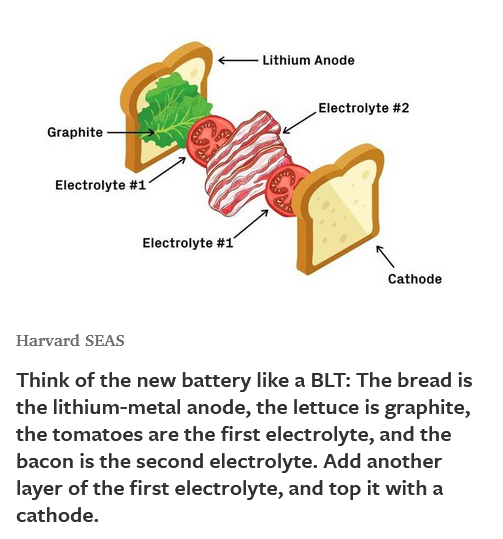 Lithium Anode
Electrolyte #2
Graphite
Electrolyte #1
Electrolyte #1
Cathode
Harvard SEAS
Think of the new battery like a BLT: The bread is
the lithium-metal anode, the lettuce is graphite,
the tomatoes are the first electrolyte, and the
bacon is the second electrolyte. Add another
layer of the first electrolyte, and top it with a
cathode.